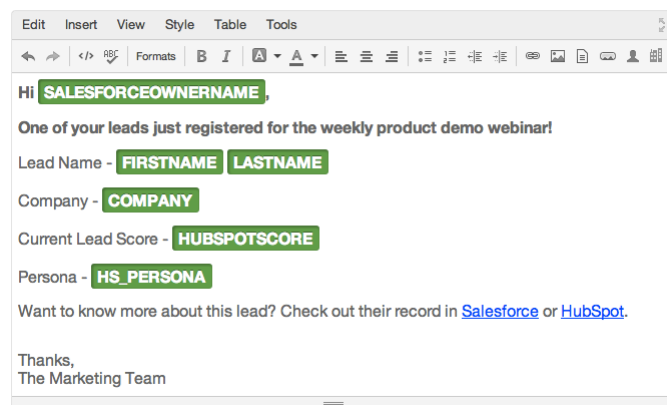 Edit Insert View Style Table Tools
ABC Formats B I A A
Hi SALESFORCEOWNERNAME,
One of your leads just registered for the weekly product demo webinar!
Lead Name - FIRSTNAME LASTNAME
Company - COMPANY
Current Lead Score - HUBSPOTSCORE
Persona - HS_PERSONA
Want to know more about this lead? Check out their record in Salesforce or HubSpot.
Thanks,
The Marketing Team